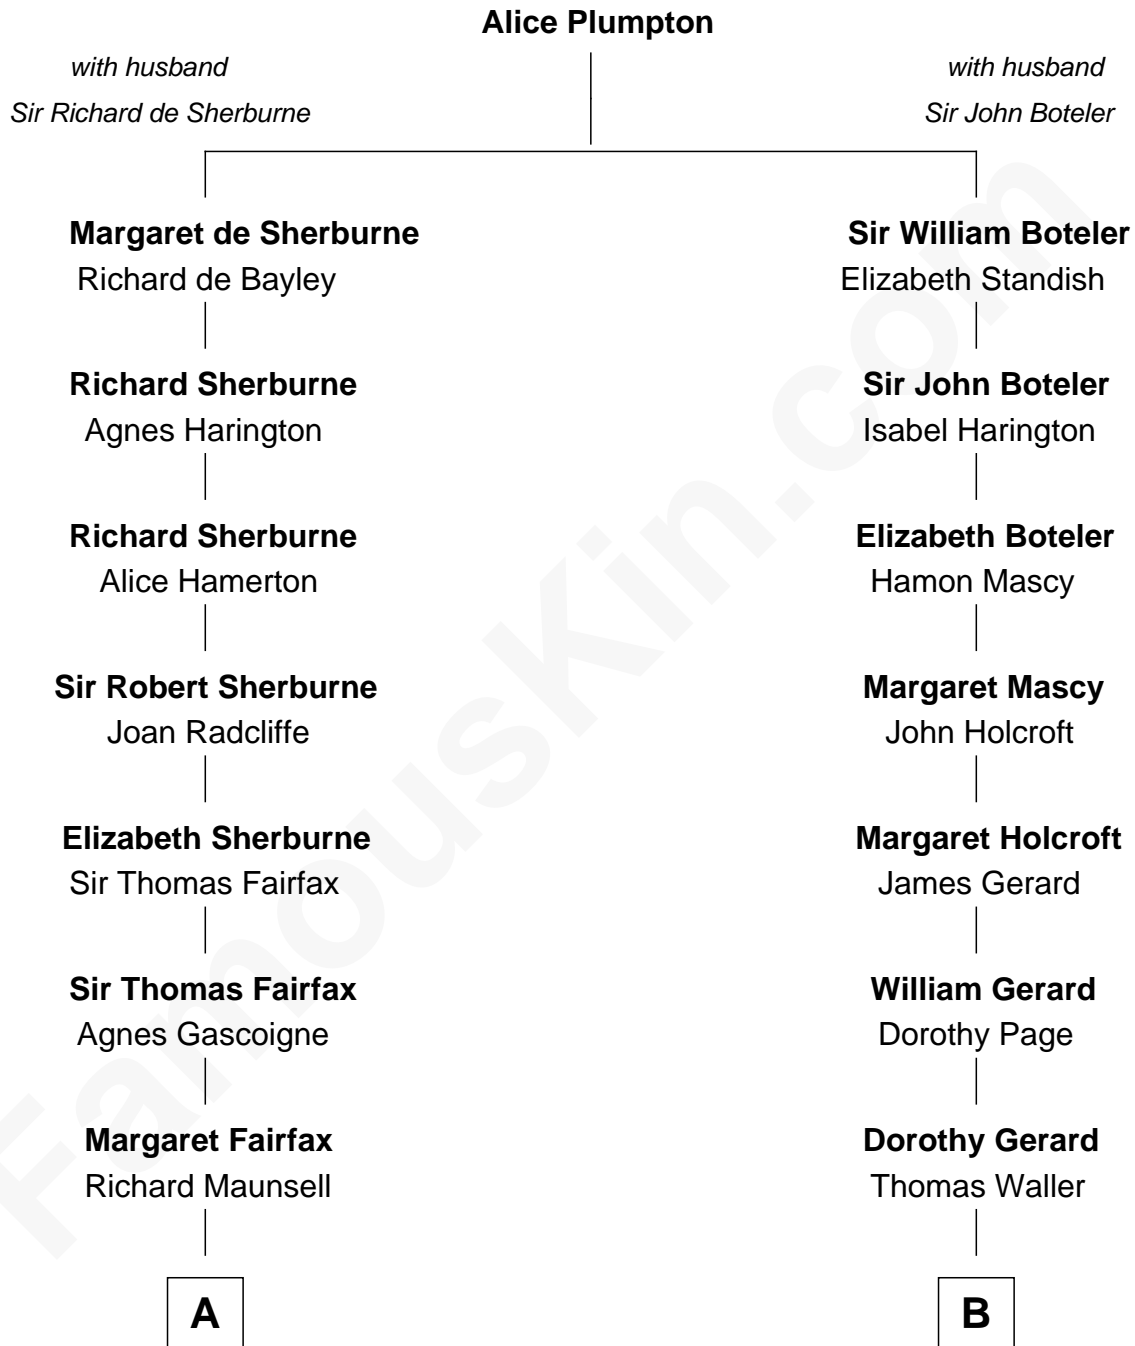 Alice Plumpton
with husband
Sir Richard de Sherburne
with husband
Sir John Boteler
Margaret de Sherburne
Richard de Bayley
Sir William Boteler
Elizabeth Standish
Richard Sherburne
Agnes Harington
Sir John Boteler
Isabel Harington
Richard Sherburne
Alice Hamerton
Elizabeth Boteler
Hamon Mascy
Sir Robert Sherburne
Joan Radcliffe
Margaret Mascy
John Holcroft
Elizabeth Sherburne
Sir Thomas Fairfax
Margaret Holcroft
James Gerard
Sir Thomas Fairfax
Agnes Gascoigne
William Gerard
Dorothy Page
Margaret Fairfax
Richard Maunsell
Dorothy Gerard
Thomas Waller
A
B
FamousKin.com